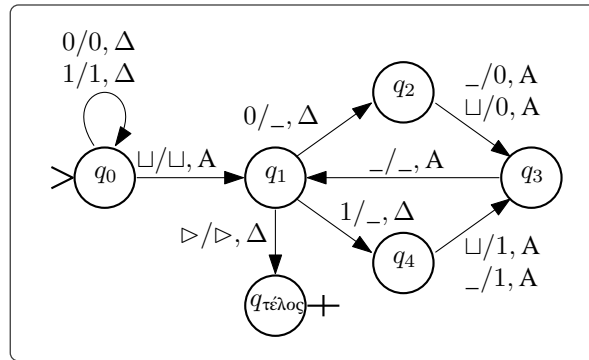 0/0, Δ
1/1, Δ
q₀
⊔/⊔, Α
0/_, Δ
q₁
q₂
_/0, Α
⊔/0, Α
_/_, Α
q₃
▷/▷, Δ
1/_, Δ
q₄
⊔/1, Α
_/1, Α
qτέλος